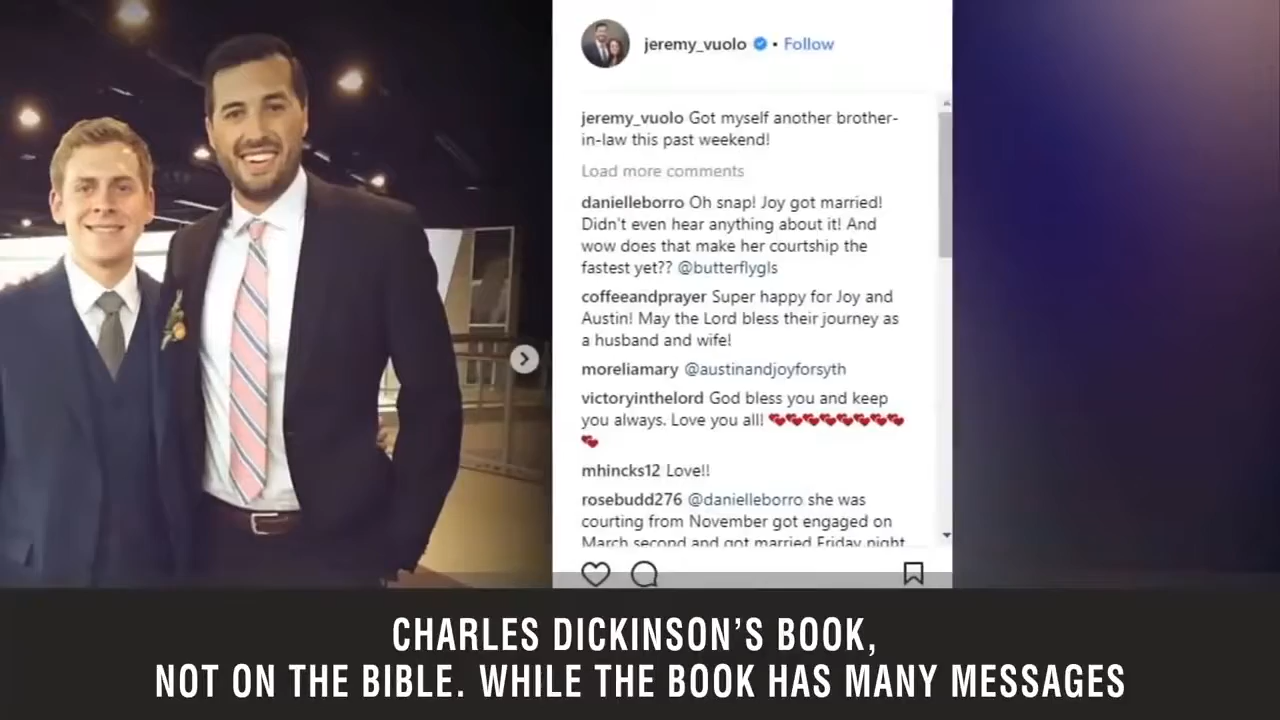 jeremy_vuolo • Follow
jeremy_vuolo Got myself another brother-
in-law this past weekend!
Load more comments
danielleborro Oh snap! Joy got married!
Didn't even hear anything about it! And
wow does that make her courtship the
fastest yet?? @butterflygls
coffeeandprayer Super happy for Joy and
Austin! May the Lord bless their journey as
a husband and wife!
moreliamary @austinandjoyforsyth
victoryinthelord God bless you and keep
you always. Love you all! 💕💕💕💕💕💕💕💕
💕
mhincks12 Love!!
rosebudd276 @danielleborro she was
courting from November got engaged on
March second and got married Friday night
CHARLES DICKINSON'S BOOK,
NOT ON THE BIBLE. WHILE THE BOOK HAS MANY MESSAGES